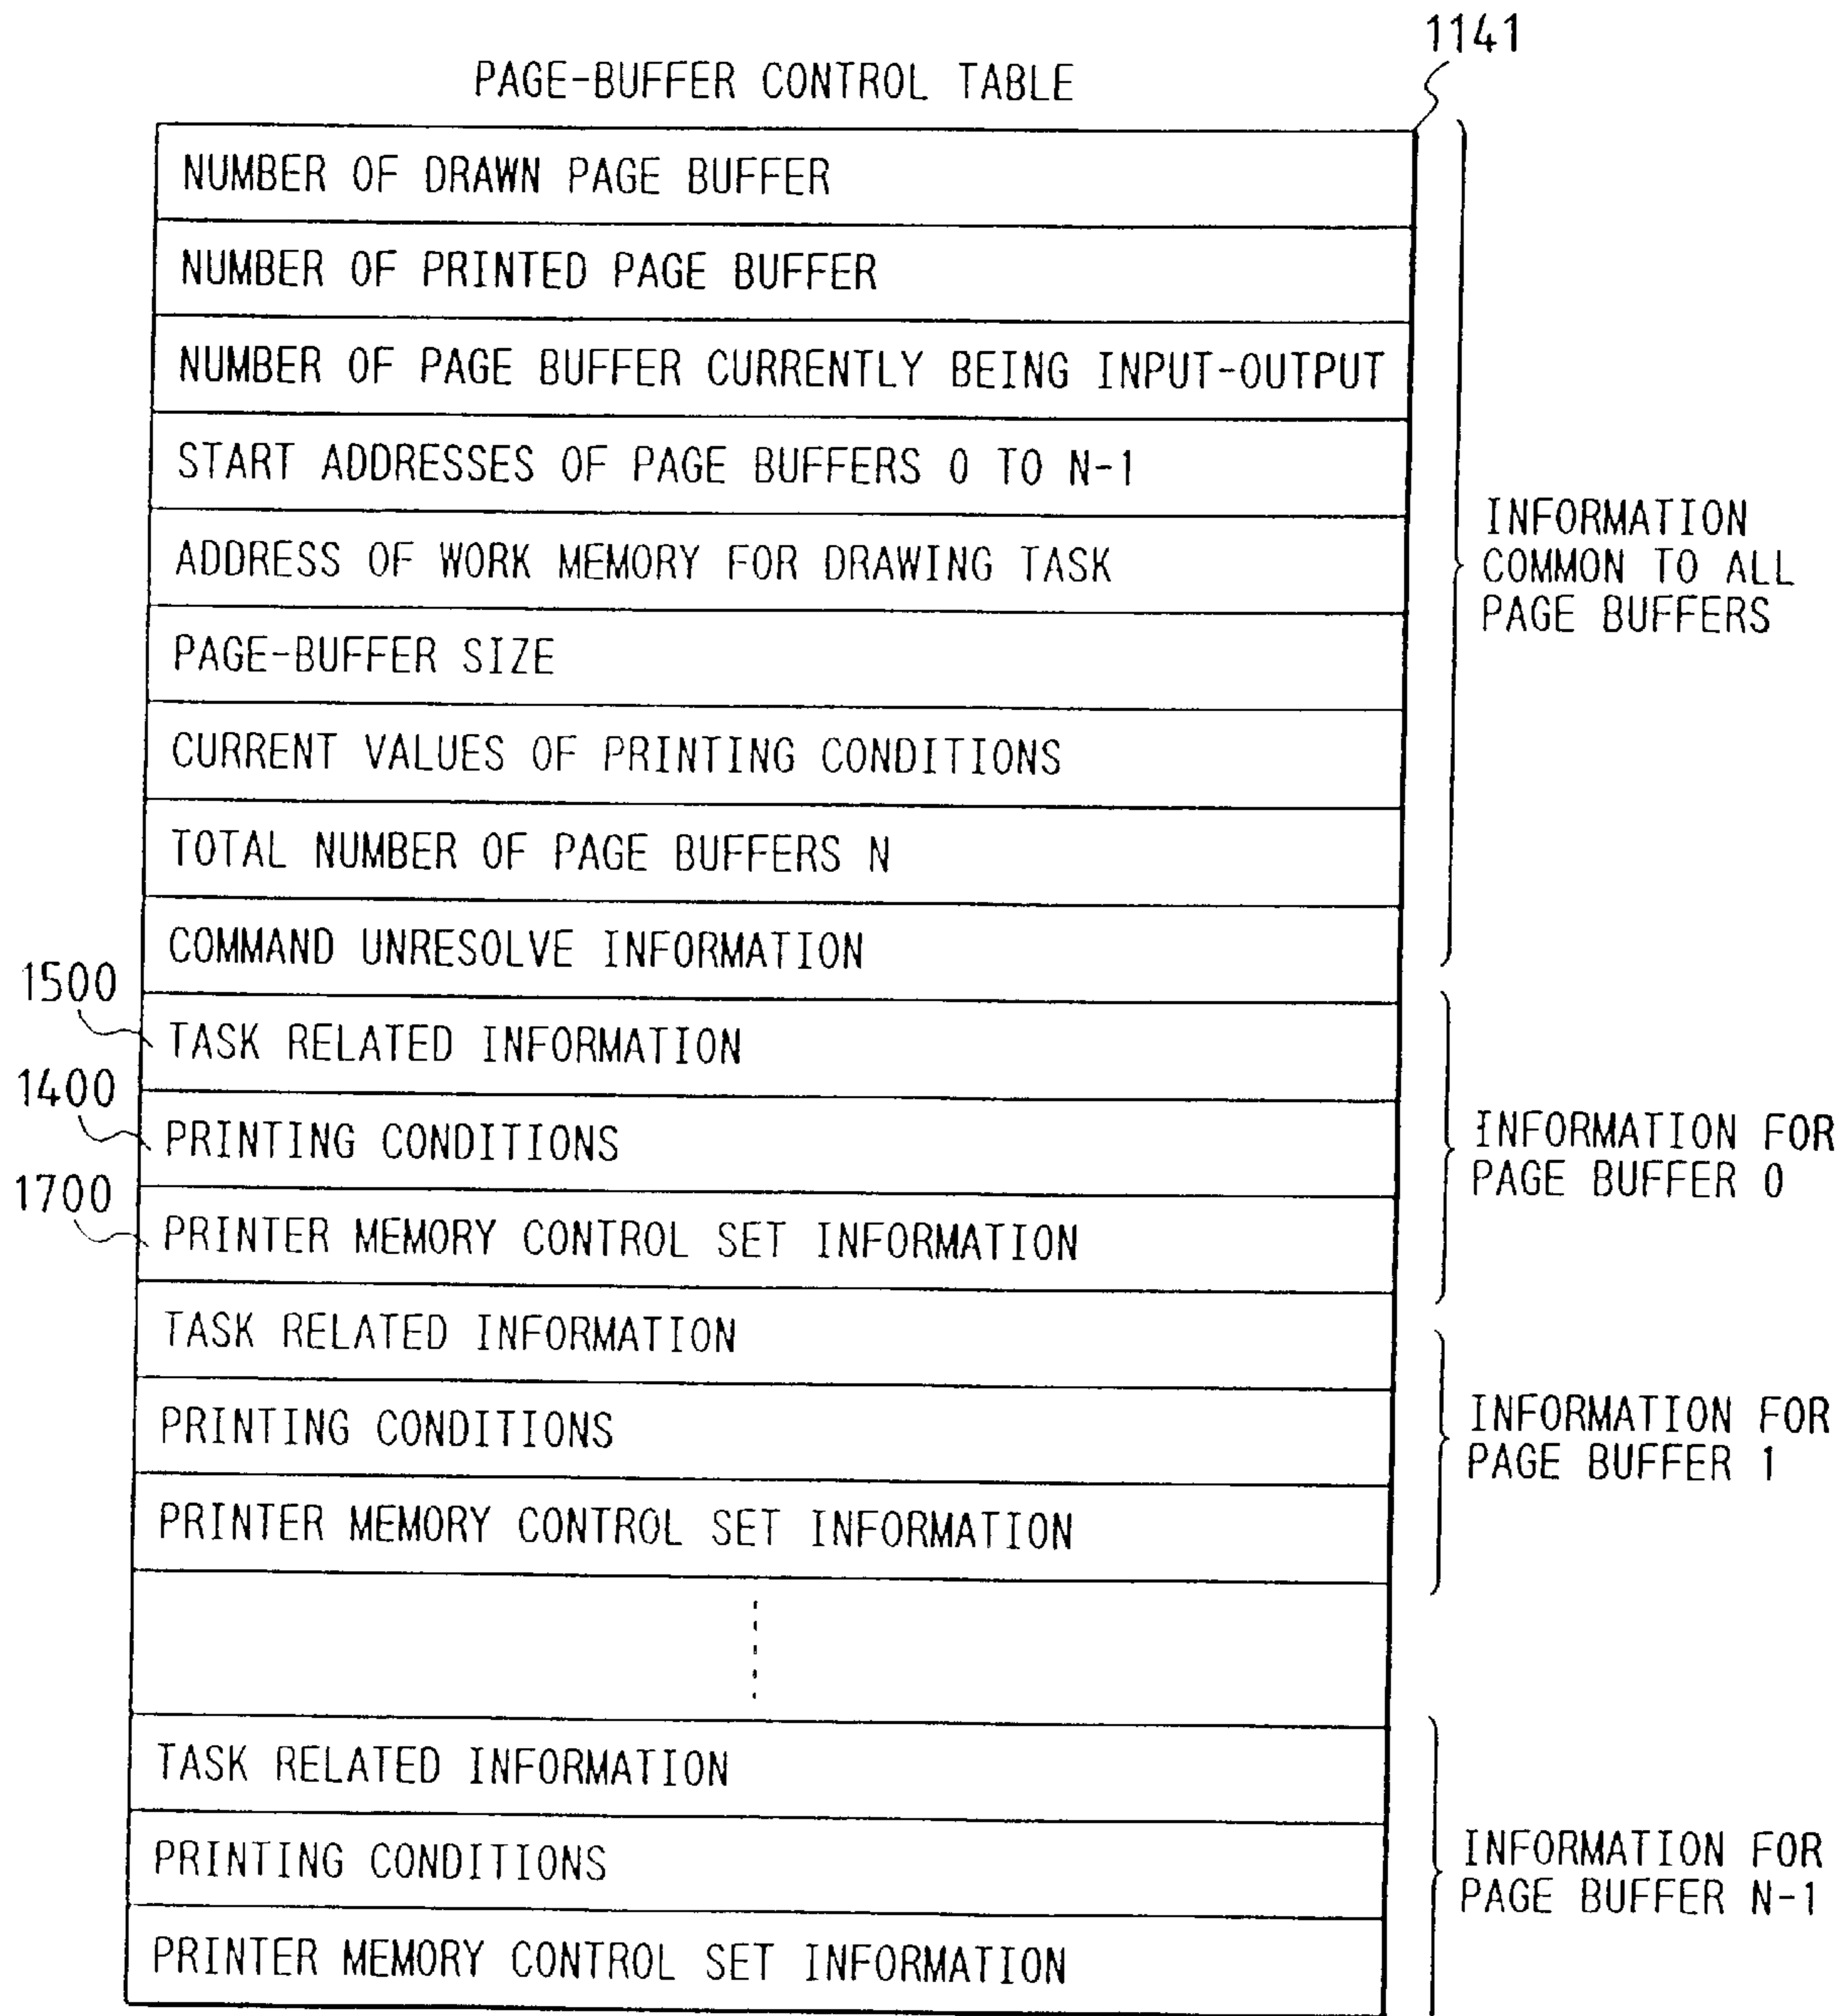 1141
PAGE-BUFFER CONTROL TABLE
NUMBER OF DRAWN PAGE BUFFER
NUMBER OF PRINTED PAGE BUFFER
NUMBER OF PAGE BUFFER CURRENTLY BEING INPUT-OUTPUT
START ADDRESSES OF PAGE BUFFERS 0 TO N-1
ADDRESS OF WORK MEMORY FOR DRAWING TASK
PAGE-BUFFER SIZE
CURRENT VALUES OF PRINTING CONDITIONS
TOTAL NUMBER OF PAGE BUFFERS N
COMMAND UNRESOLVE INFORMATION
INFORMATION
COMMON TO ALL
PAGE BUFFERS
1500
TASK RELATED INFORMATION
1400
PRINTING CONDITIONS
1700
PRINTER MEMORY CONTROL SET INFORMATION
INFORMATION FOR
PAGE BUFFER 0
TASK RELATED INFORMATION
PRINTING CONDITIONS
PRINTER MEMORY CONTROL SET INFORMATION
INFORMATION FOR
PAGE BUFFER 1
TASK RELATED INFORMATION
PRINTING CONDITIONS
PRINTER MEMORY CONTROL SET INFORMATION
INFORMATION FOR
PAGE BUFFER N-1